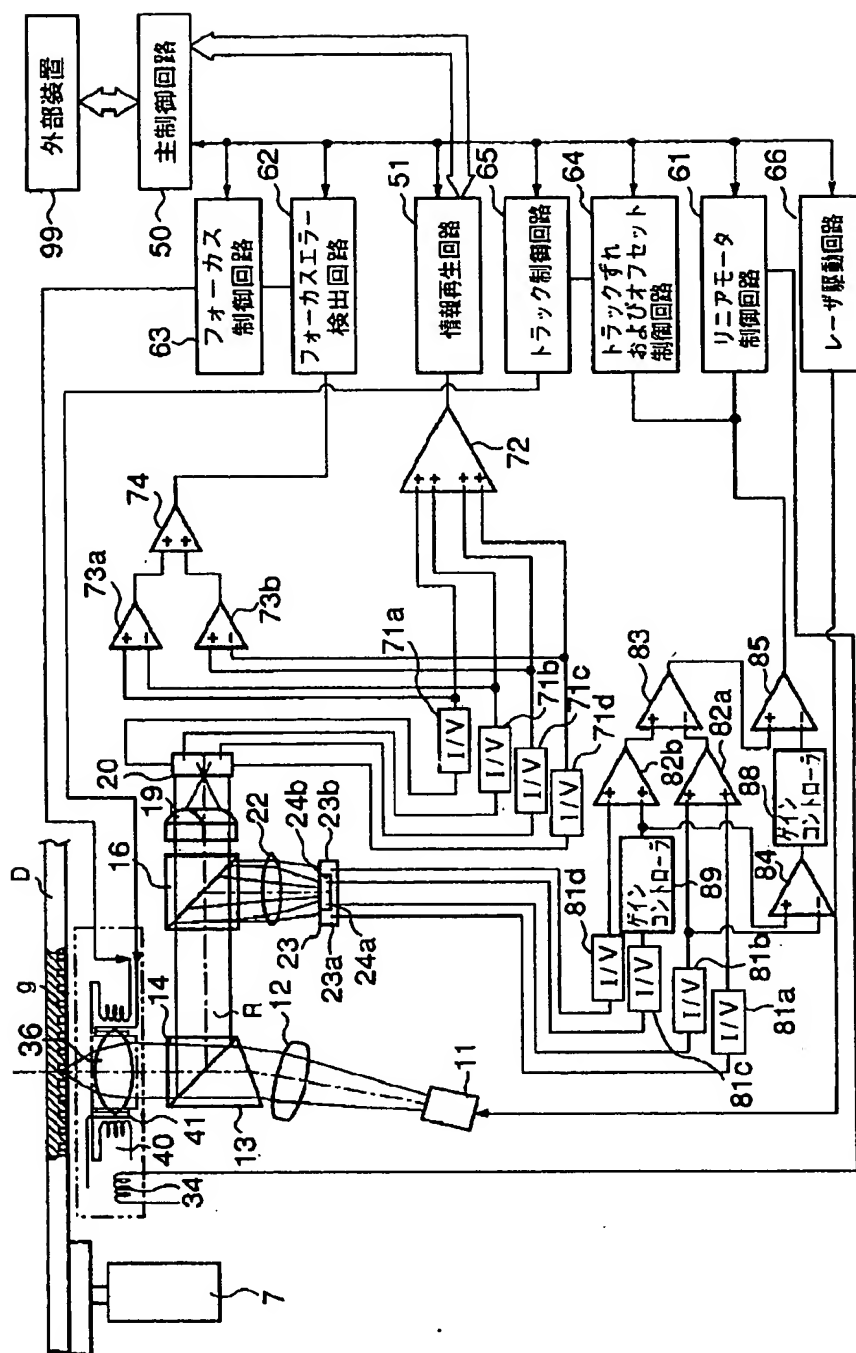 外部装置
99
主制御回路
50
フォーカス
制御回路
63
フォーカスエラー
検出回路
62
情報再生回路
51
トラック制御回路
65
トラックずれ
およびオフセット
制御回路
64
リニアモータ
制御回路
61
レーザ駆動回路
66
72
74
73a
73b
71a
I/V
71b
I/V
71c
I/V
71d
I/V
83
85
82b
82a
88
ゲイン
コントローラ
84
89
ゲイン
コントローラ
81d
I/V
81c
I/V
81b
I/V
81a
I/V
20
19
16
22
24b
23b
23
23a
24a
D
9
36
14
R
12
11
13
41
40
34
7